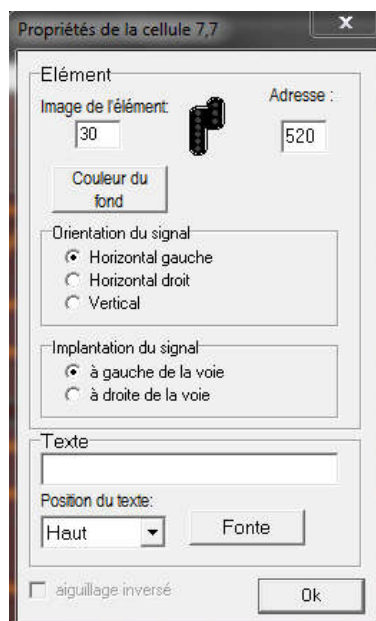 Propriétés de la cellule 7,7
x
Elément
Image de l'élément:
Adresse :
30
520
Couleur du
fond
Orientation du signal
Horizontal gauche
Horizontal droit
Vertical
Implantation du signal
à gauche de la voie
à droite de la voie
Texte
Position du texte:
Haut
Fonte
aiguillage inversé
Ok